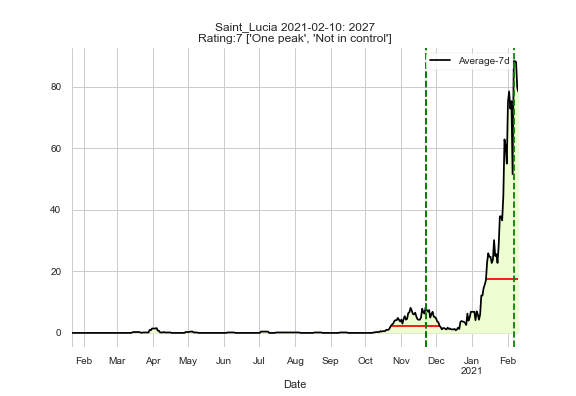 Saint_Lucia 2021-02-10: 2027
Rating:7 ['One peak', 'Not in control']
Average-7d
80
60
40
20
0
Feb Mar Apr May Jun Jul Aug Sep Oct Nov Dec Jan Feb
2021
Date